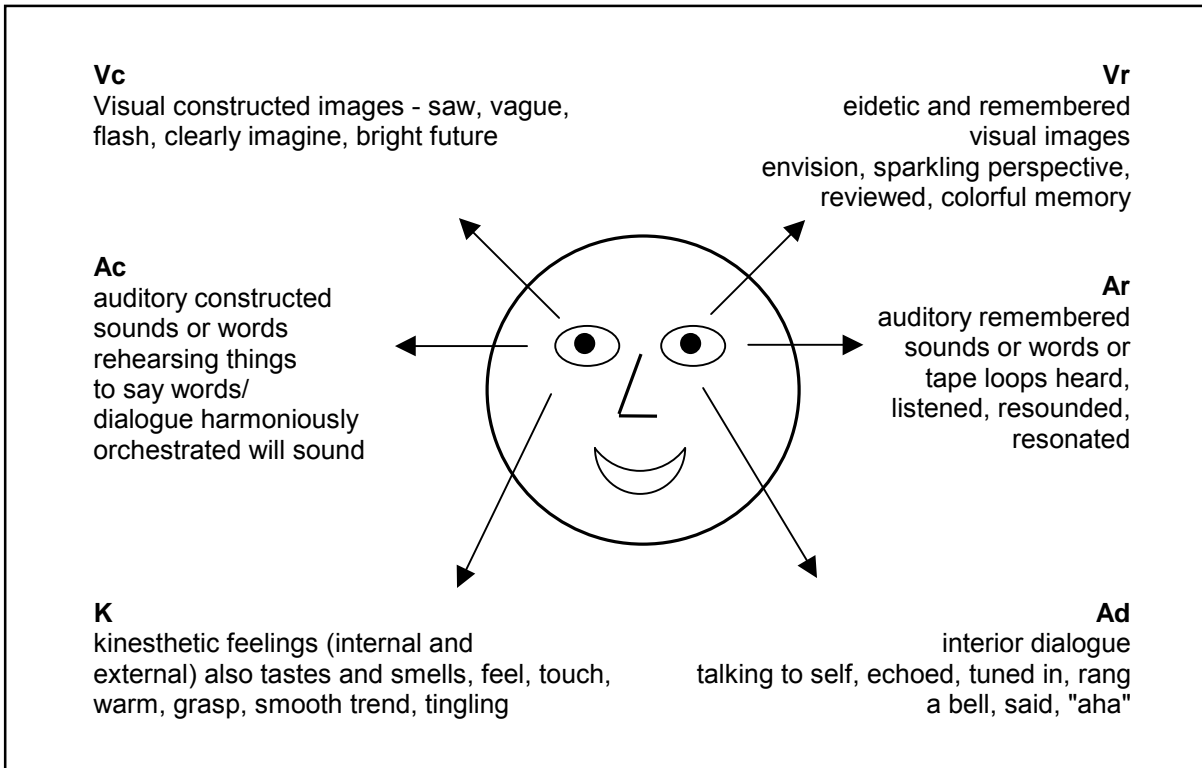 Vc
Visual constructed images - saw, vague,
flash, clearly imagine, bright future
Vr
eidetic and remembered
visual images
envision, sparkling perspective,
reviewed, colorful memory
Ac
auditory constructed
sounds or words
rehearsing things
to say words/
dialogue harmoniously
orchestrated will sound
Ar
auditory remembered
sounds or words or
tape loops heard,
listened, resounded,
resonated
K
kinesthetic feelings (internal and
external) also tastes and smells, feel, touch,
warm, grasp, smooth trend, tingling
Ad
interior dialogue
talking to self, echoed, tuned in, rang
a bell, said, "aha"